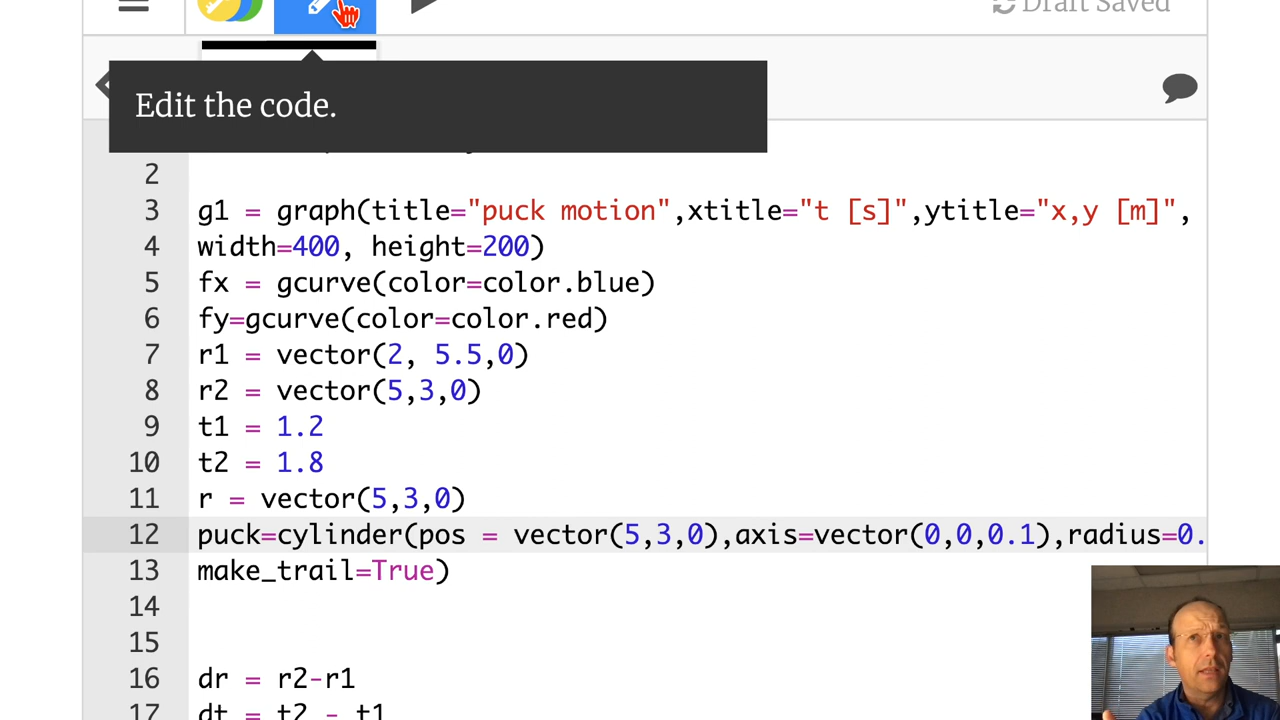 Draft Saved
Edit the code.
2
3 g1 = graph(title="puck motion",xtitle="t [s]",ytitle="x,y [m]",
4 width=400, height=200)
5 fx = gcurve(color=color.blue)
6 fy=gcurve(color=color.red)
7 r1 = vector(2, 5.5,0)
8 r2 = vector(5,3,0)
9 t1 = 1.2
10 t2 = 1.8
11 r = vector(5,3,0)
12 puck=cylinder(pos = vector(5,3,0),axis=vector(0,0,0.1),radius=0.
13 make_trail=True)
14
15
16 dr = r2-r1
17 dt = t2 - t1